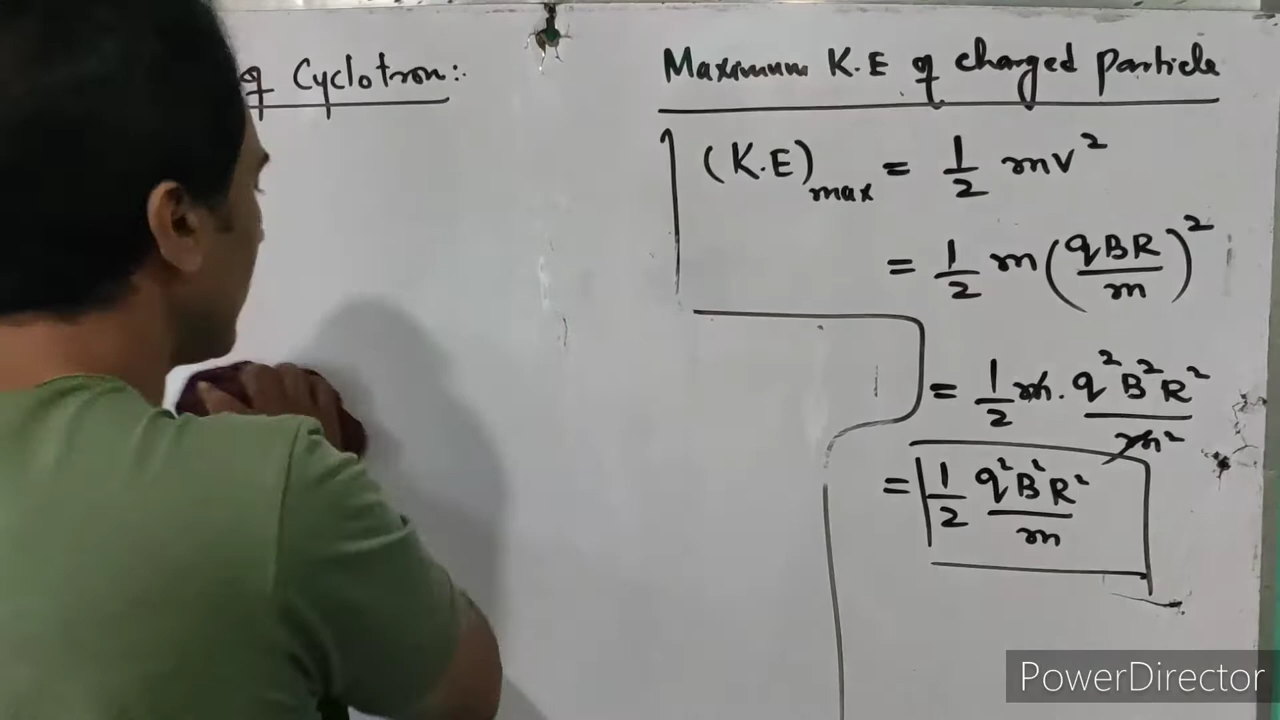 of Cyclotron:.
Maximum K.E of charged particle
(K.E)max = 1/2 mv²
= 1/2 m(qBR/m)²
= 1/2 m. q²B²R²/m²
= 1/2 q²B²R²/m
PowerDirector